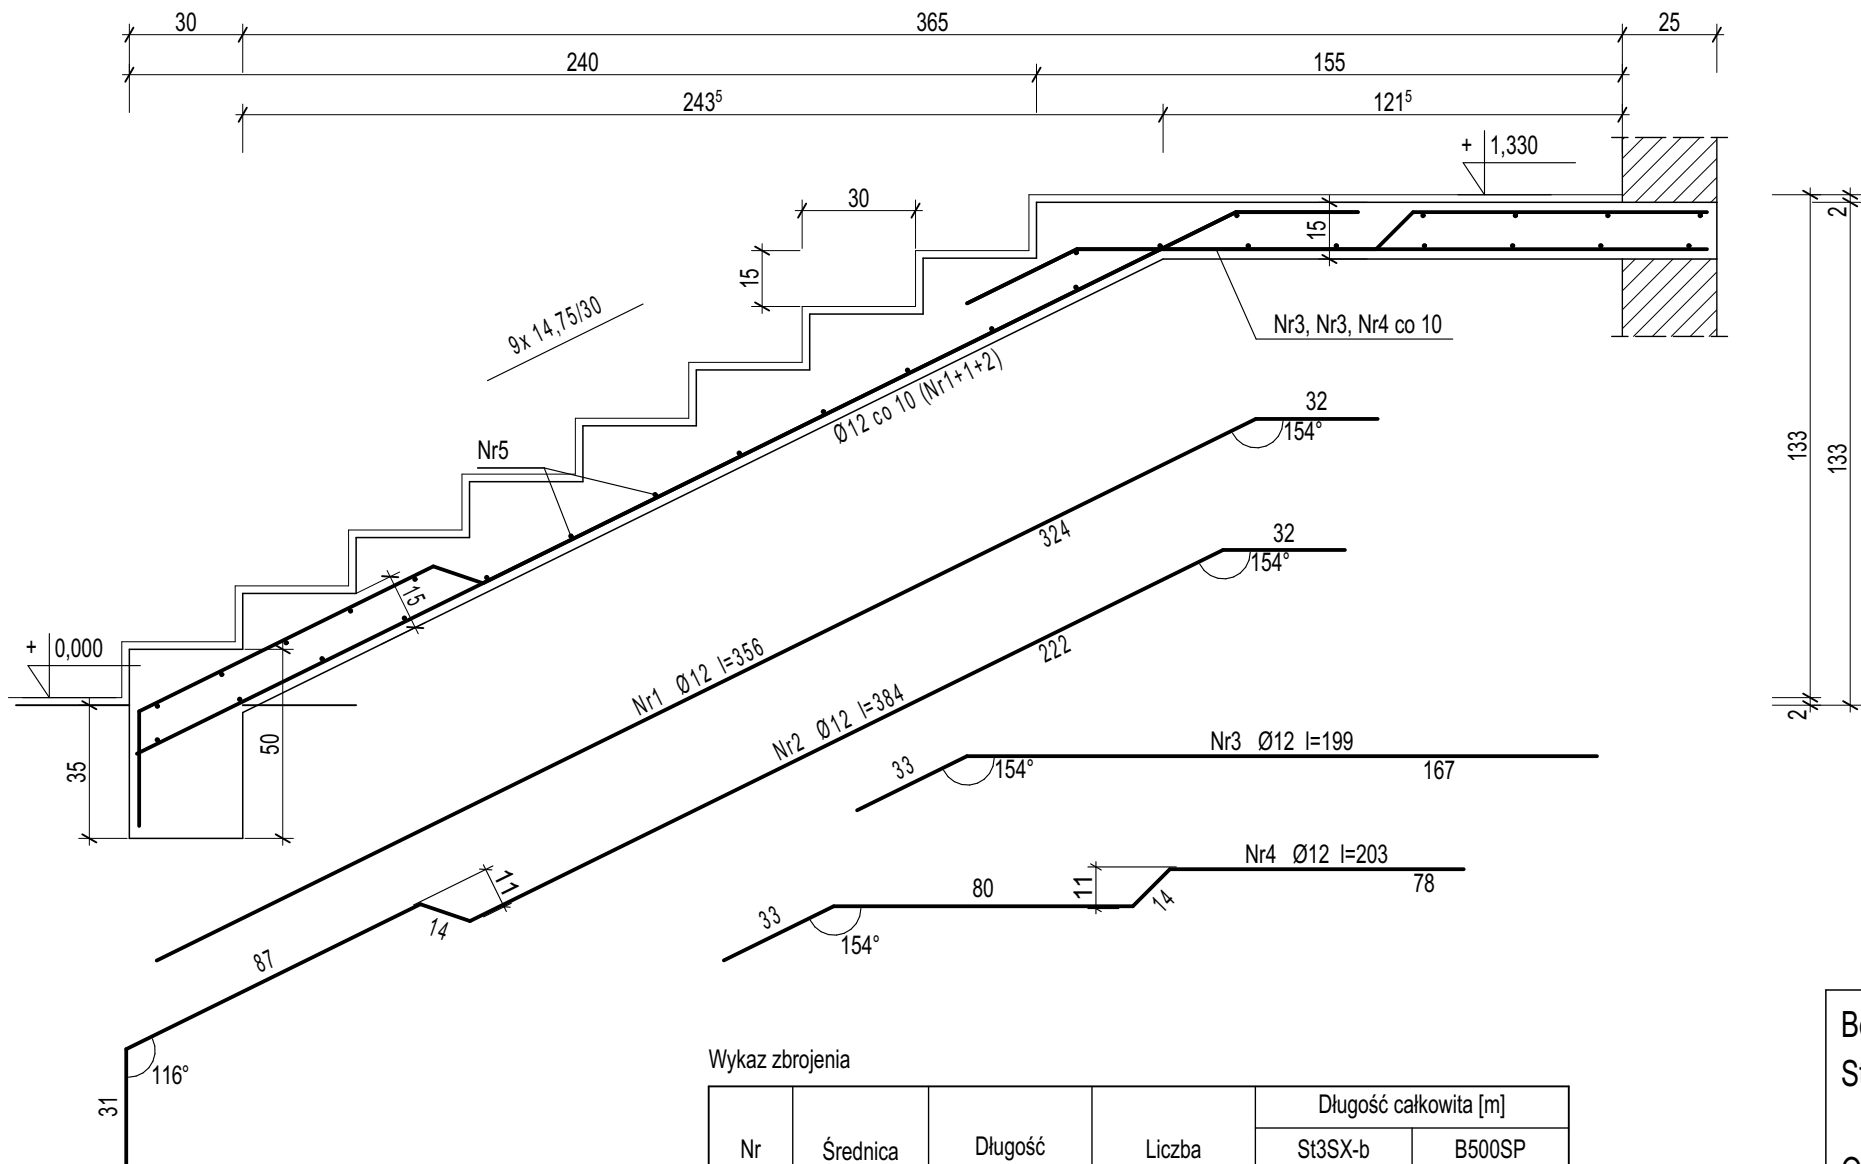 30 365 25
240 155
243⁵ 121⁵
+ 1,330
30
15
15
2
9x 14,75/30
Nr3, Nr3, Nr4 co 10
Ø12 co 10 (Nr1+1+2)
Nr5
15
133
133
32
154°
324
Nr1 Ø12 l=356
32
154°
222
Nr2 Ø12 l=384
+ 0,000
35
50
2
Nr3 Ø12 l=199
33
154°
167
Nr4 Ø12 l=203
33
154°
80
11
14
78
11
14
87
116°
31
Wykaz zbrojenia
Długość całkowita [m]
Nr Średnica Długość Liczba St3SX-b B500SP